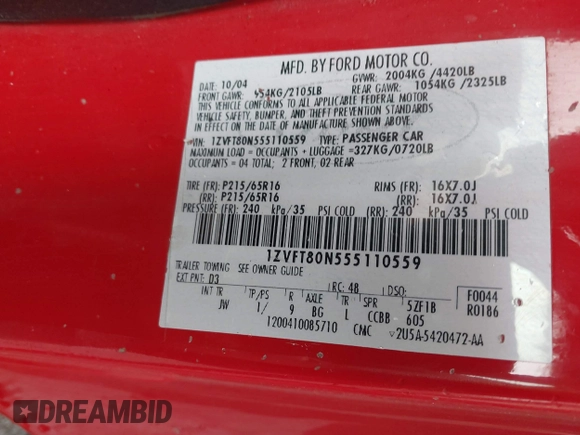 MFD. BY FORD MOTOR CO.
DATE: 10/04 GVWR: 2004KG /4420LB
FRONT GAWR: 954KG/2105LB REAR GAWR: 1054KG /2325LB
THIS VEHICLE CONFORMS TO ALL APPLICABLE FEDERAL MOTOR
VEHICLE SAFETY, BUMPER, AND THEFT PREVENTION STANDARDS
IN EFFECT ON THE DATE OF MANUFACTURE SHOWN ABOVE.
VIN: 1ZVFT80N555110559 TYPE: PASSENGER CAR
MAXIMUM LOAD = OCCUPANTS + LUGGAGE =327KG/0720LB
OCCUPANTS = 04 TOTAL; 2 FRONT, 02 REAR
TIRE (FR): P215/65R16 RIMS (FR): 16X7.0J
(RR): P215/65R16 (RR): 16X7.0J
PRESSURE (FR): 240 kPa/35 PSI COLD (RR): 240 kPa/35 PSI COLD
1ZVFT80N555110559
TRAILER TOWING SEE OWNER GUIDE
EXT PNT: D3 RC: 48 DSO: F0044
INT TR TP/PS R AXLE TR SPR 5ZF1B R0186
JW 1/ 9 BG L CCBB 605
1200410085710 CNC 2U5A-5420472-AA
DREAMBID